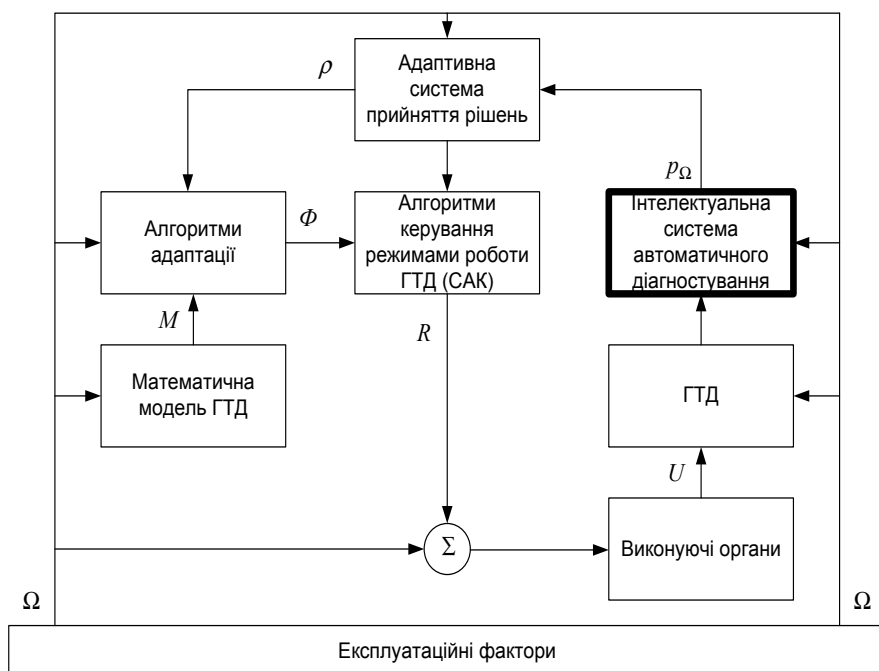 Адаптивна
система
прийняття рішень
ρ
pΩ
Алгоритми
адаптації
Φ
Алгоритми
керування
режимами роботи
ГТД (САК)
Інтелектуальна
система
автоматичного
діагностування
M
R
Математична
модель ГТД
ГТД
U
Σ
Виконуючі органи
Ω
Ω
Експлуатаційні фактори